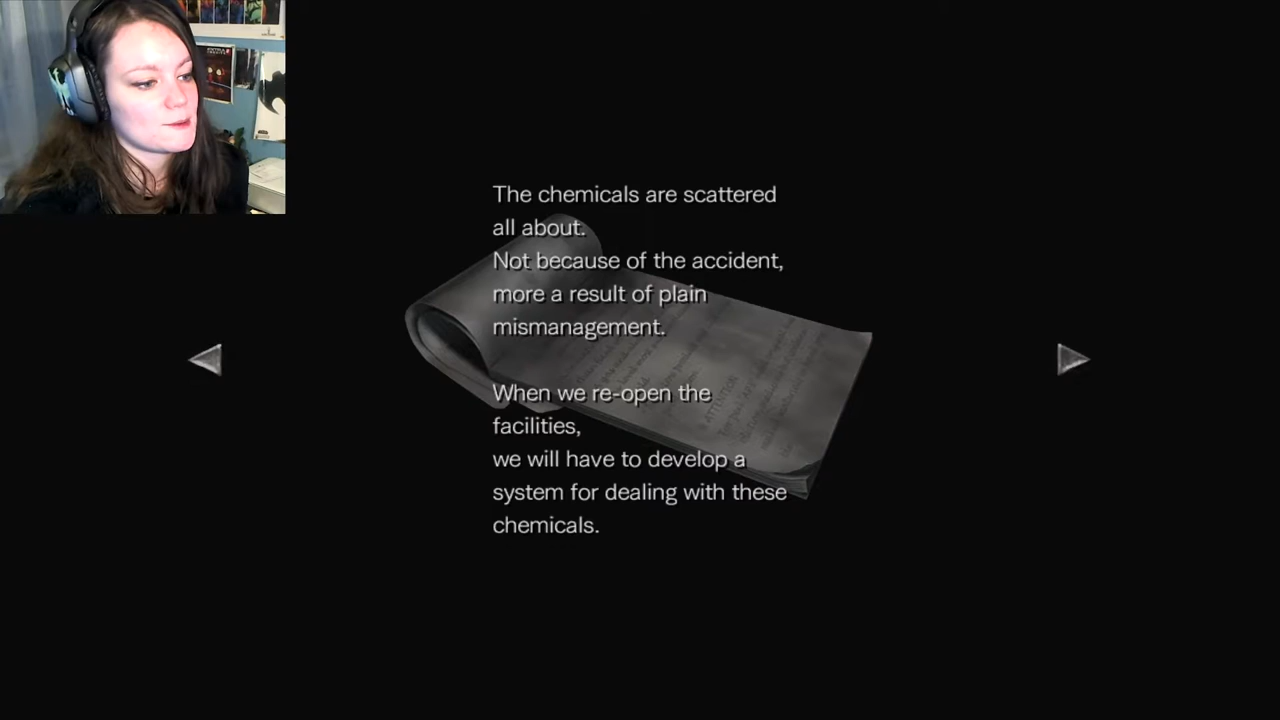 The chemicals are scattered
all about.
Not because of the accident,
more a result of plain
mismanagement.
When we re-open the
facilities,
we will have to develop a
system for dealing with these
chemicals.
ATTENTION